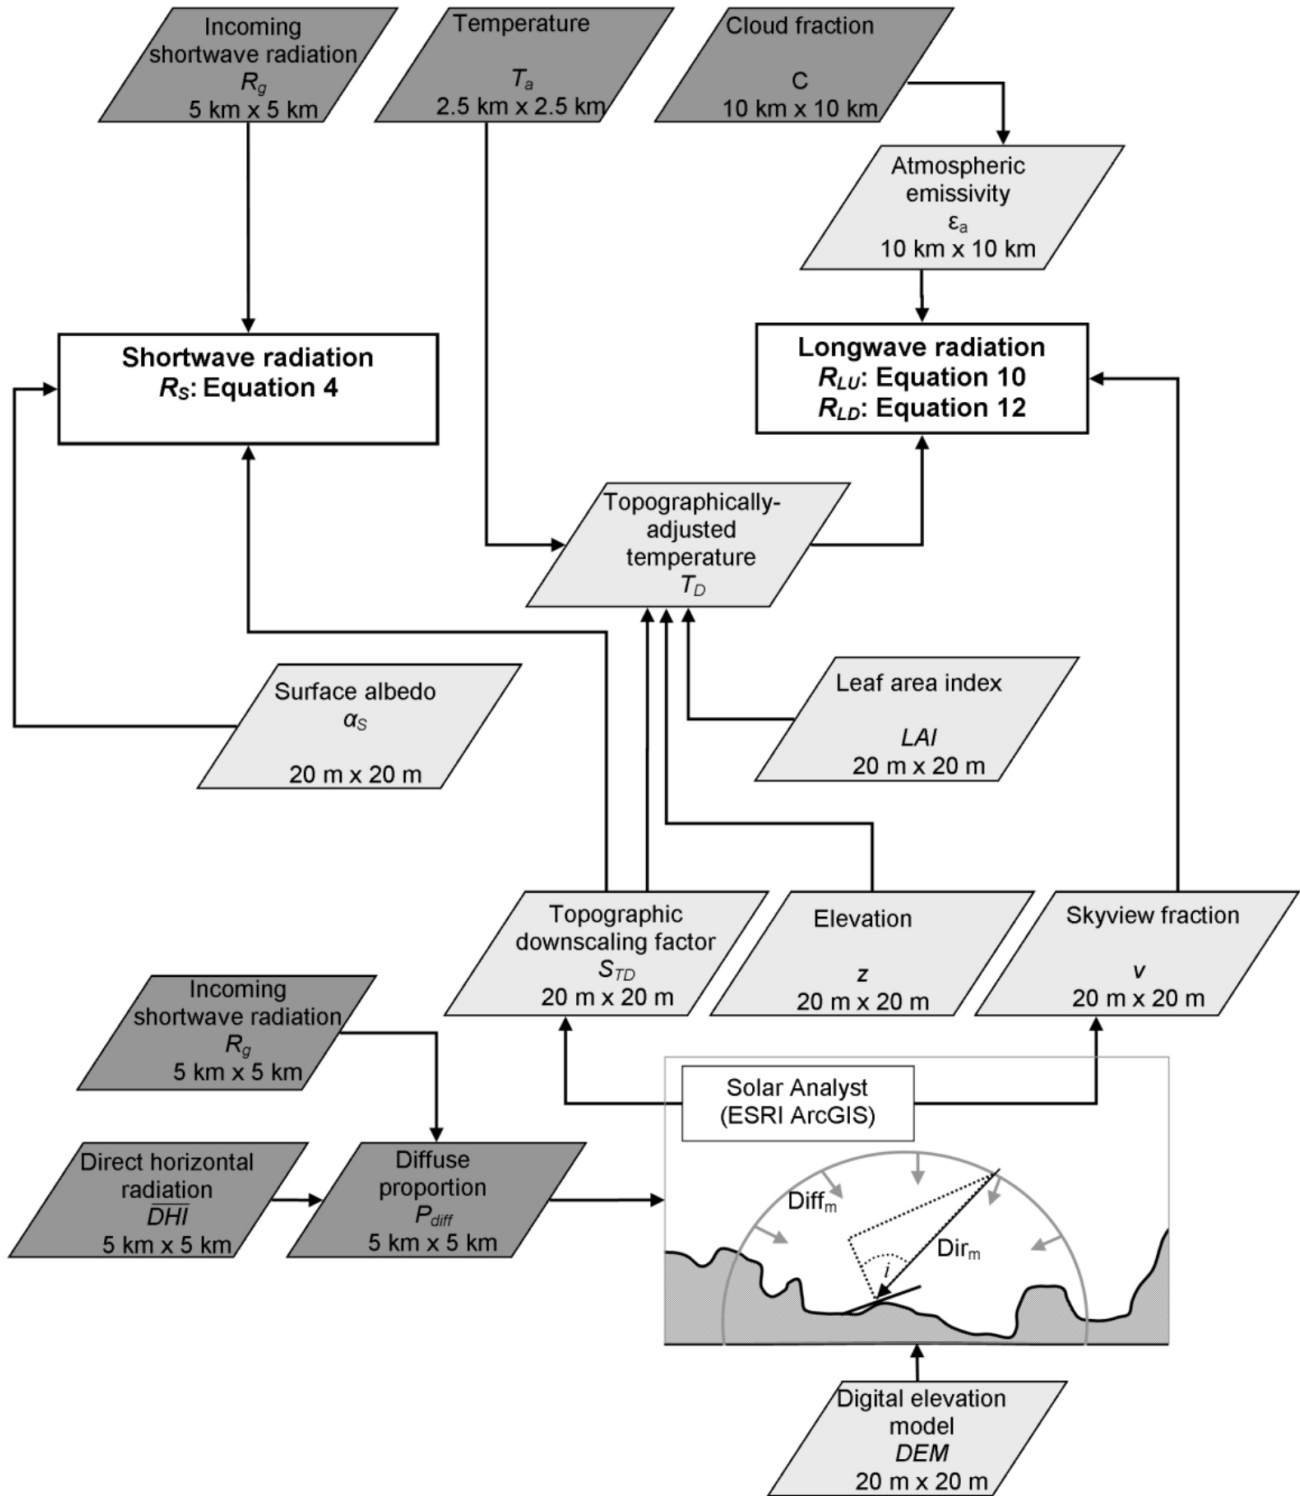 Incoming
shortwave radiation
Rg
5 km x 5 km
Temperature
Ta
2.5 km x 2.5 km
Cloud fraction
C
10 km x 10 km
Atmospheric
emissivity
εa
10 km x 10 km
Shortwave radiation
RS: Equation 4
Longwave radiation
RLU: Equation 10
RLD: Equation 12
Topographically-
adjusted
temperature
TD
Surface albedo
αS
20 m x 20 m
Leaf area index
LAI
20 m x 20 m
Topographic
downscaling factor
STD
20 m x 20 m
Elevation
z
20 m x 20 m
Skyview fraction
v
20 m x 20 m
Incoming
shortwave radiation
Rg
5 km x 5 km
Direct horizontal
radiation
DHI
5 km x 5 km
Diffuse
proportion
Pdiff
5 km x 5 km
Solar Analyst
(ESRI ArcGIS)
Diffm
Dirm
i
Digital elevation
model
DEM
20 m x 20 m